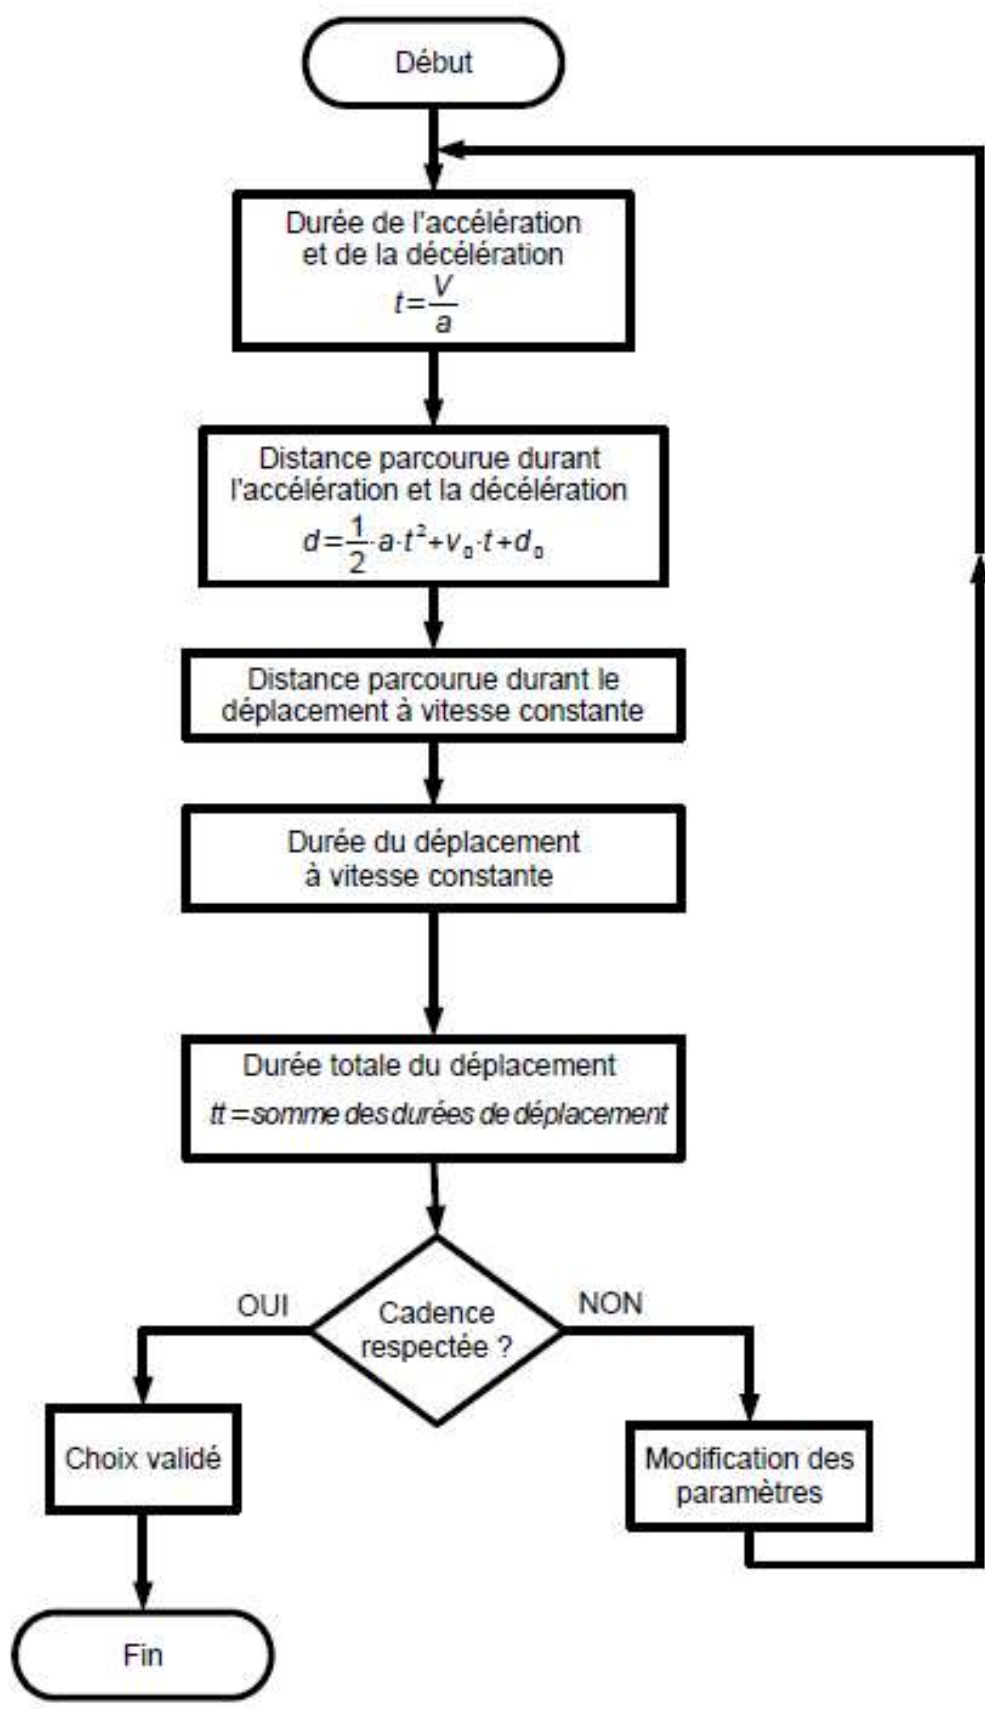 Début
Durée de l'accélération
et de la décélération
t=V/a
Distance parcourue durant
l'accélération et la décélération
d=1/2·a·t²+v₀·t+d₀
Distance parcourue durant le
déplacement à vitesse constante
Durée du déplacement
à vitesse constante
Durée totale du déplacement
tt=somme des durées de déplacement
OUI
NON
Cadence
respectée ?
Choix validé
Modification des
paramètres
Fin